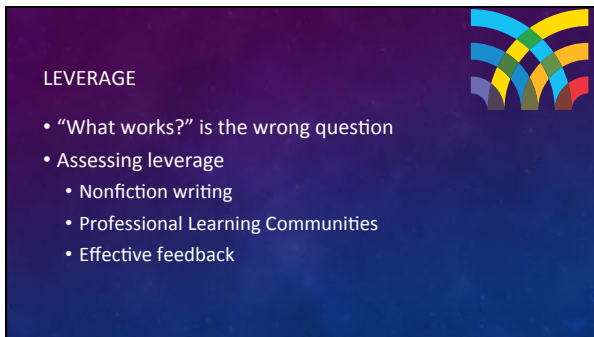 LEVERAGE
• “What works?” is the wrong question
• Assessing leverage
• Nonfiction writing
• Professional Learning Communities
• Effective feedback